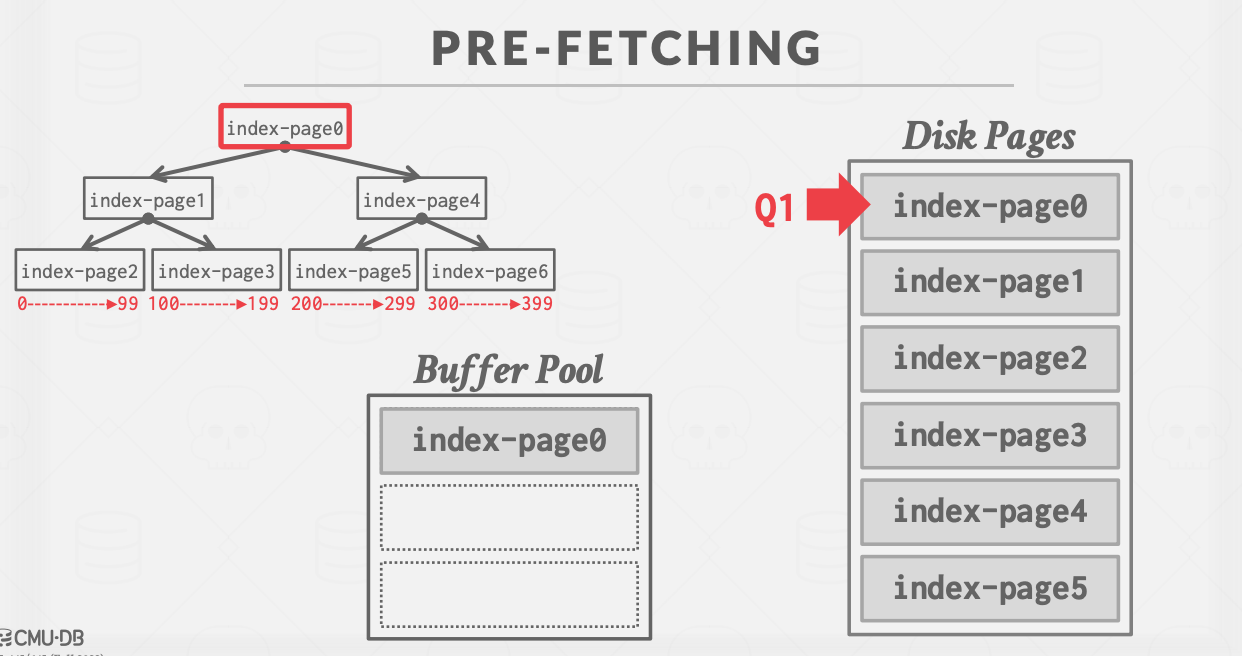 PRE-FETCHING
index-page0
index-page1
index-page4
index-page2
index-page3
index-page5
index-page6
0---------▶99
100------▶199
200------▶299
300------▶399
Buffer Pool
index-page0
Disk Pages
Q1
index-page0
index-page1
index-page2
index-page3
index-page4
index-page5
CMU·DB